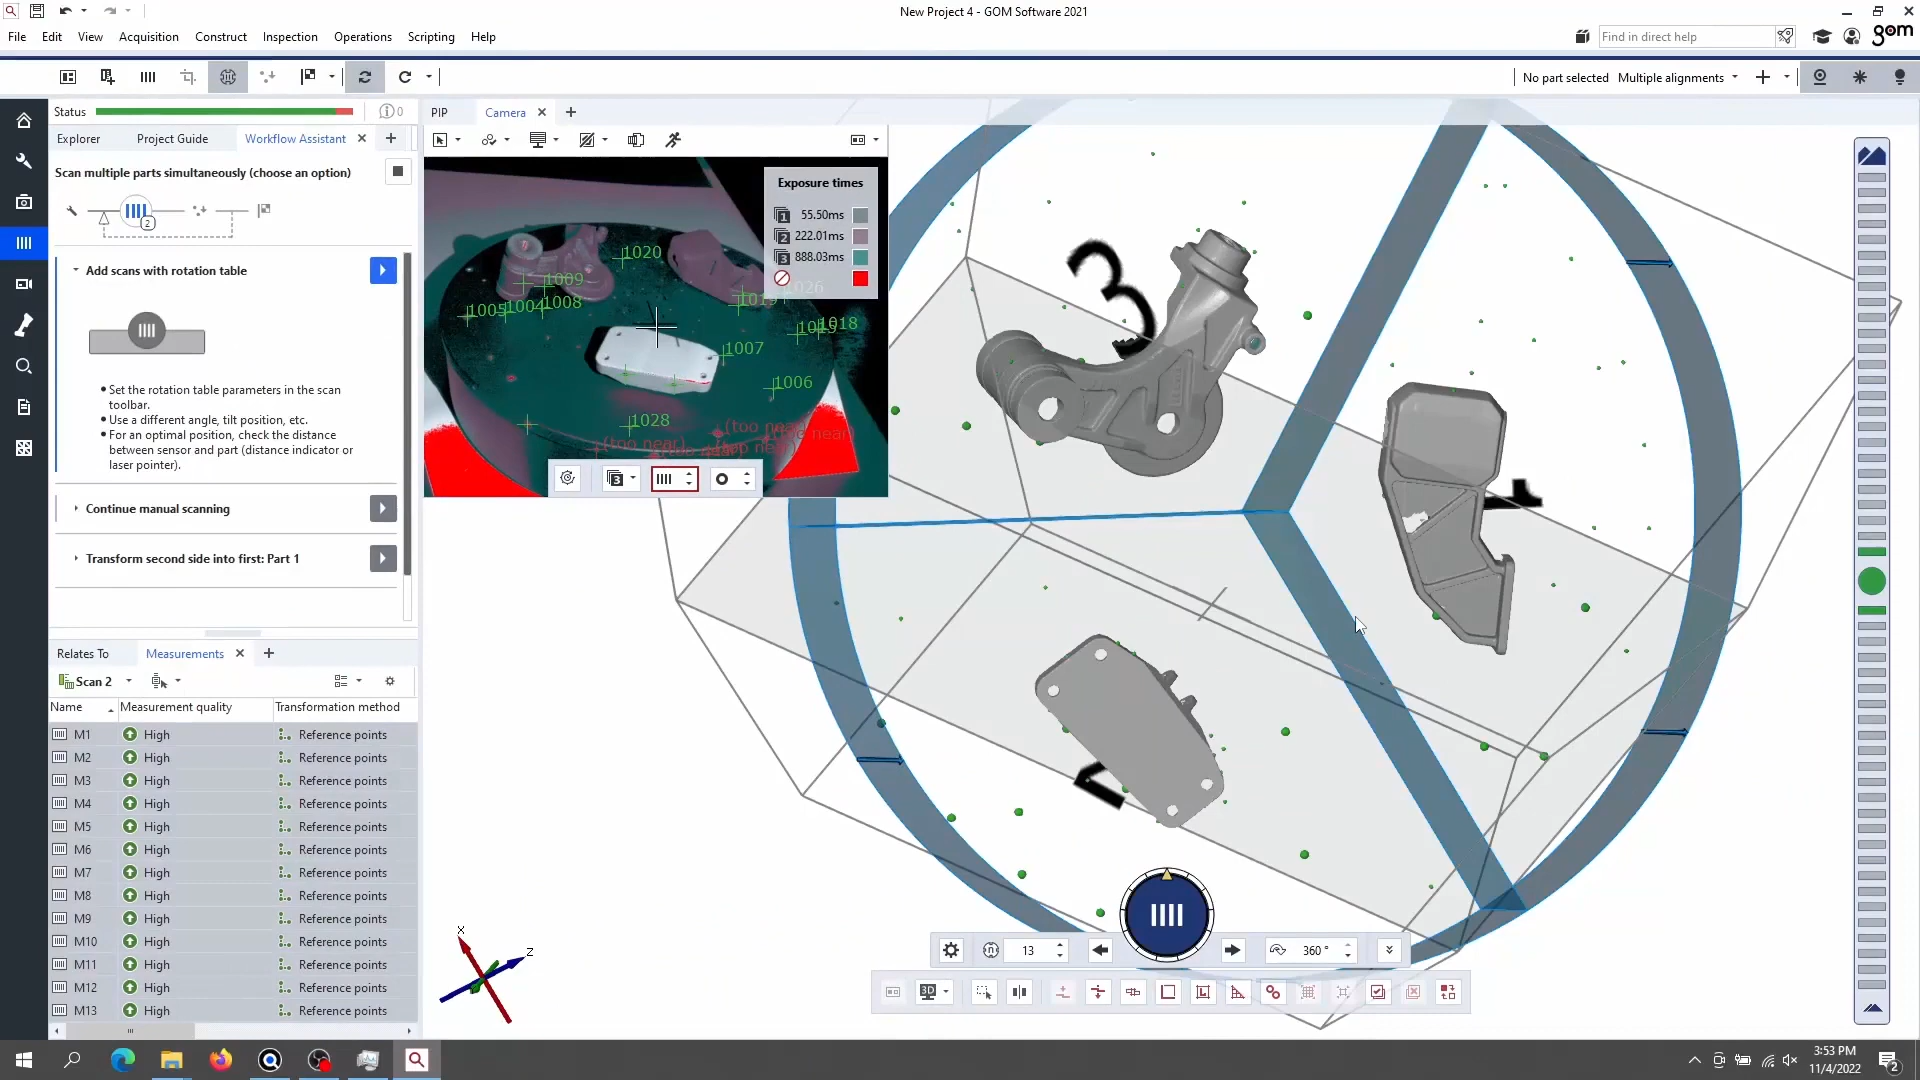 New Project 4 - GOM Software 2021
File Edit View Acquisition Construct Inspection Operations Scripting Help
Find in direct help
gom
No part selected Multiple alignments
Status
0
PIP Camera
Explorer Project Guide Workflow Assistant
Scan multiple parts simultaneously (choose an option)
2
Add scans with rotation table
Set the rotation table parameters in the scan
toolbar.
Use a different angle, tilt position, etc.
For an optimal position, check the distance
between sensor and part (distance indicator or
laser pointer).
Continue manual scanning
Transform second side into first: Part 1
Exposure times
1 55.50ms
2 222.01ms
3 888.03ms
1020
1009
1005
1004
1008
1019
1026
1018
1007
1006
1028
(too near)
(too near)
3
3
1
2
Relates To Measurements
Scan 2
Name Measurement quality Transformation method
M1 High Reference points
M2 High Reference points
M3 High Reference points
M4 High Reference points
M5 High Reference points
M6 High Reference points
M7 High Reference points
M8 High Reference points
M9 High Reference points
M10 High Reference points
M11 High Reference points
M12 High Reference points
M13 High Reference points
X
Z
13
360 °
3D
3:53 PM
11/4/2022
2